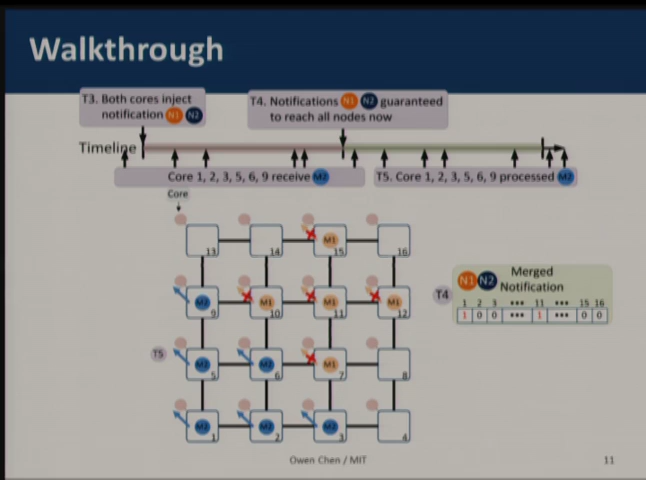 Walkthrough
T3. Both cores inject
notification N1 N2
T4. Notifications N1 N2 guaranteed
to reach all nodes now
Timeline
Core 1, 2, 3, 5, 6, 9 receive M2
T5. Core 1, 2, 3, 5, 6, 9 processed M2
Core
13 14 M1 15 16
M2 9 M1 10 M1 11 M1 12
T5 M2 5 M2 6 M1 7 8
M2 1 M2 2 M2 3 4
T4
N1 N2 Merged
Notification
1 2 3 ••• 11 ••• 15 16
1 0 0 ••• 1 ••• 0 0
Owen Chen / MIT
11